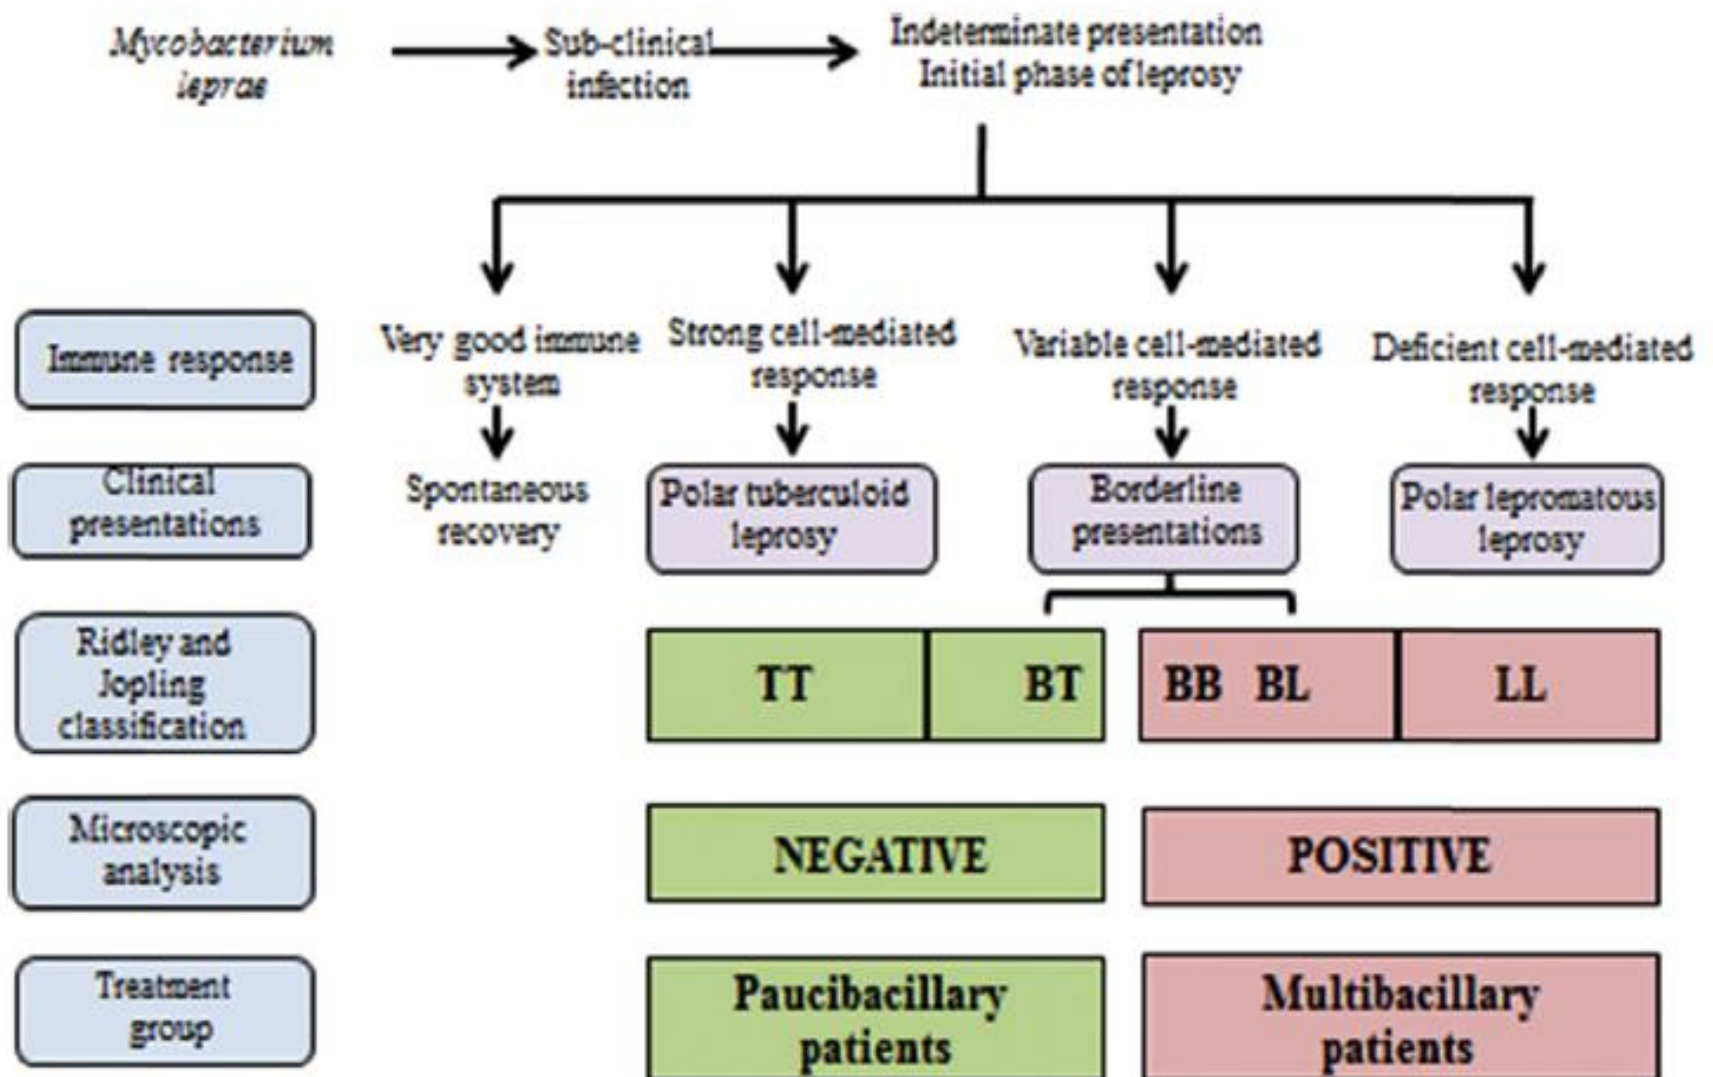 Mycobacterium
leprae
Sub-clinical
infection
Indeterminate presentation
Initial phase of leprosy
Immune response
Very good immune
system
Strong cell-mediated
response
Variable cell-mediated
response
Deficient cell-mediated
response
Clinical
presentations
Spontaneous
recovery
Polar tuberculoid
leprosy
Borderline
presentations
Polar lepromatous
leprosy
Ridley and
Jopling
classification
TT
BT
BB BL
LL
Microscopic
analysis
NEGATIVE
POSITIVE
Treatment
group
Paucibacillary
patients
Multibacillary
patients